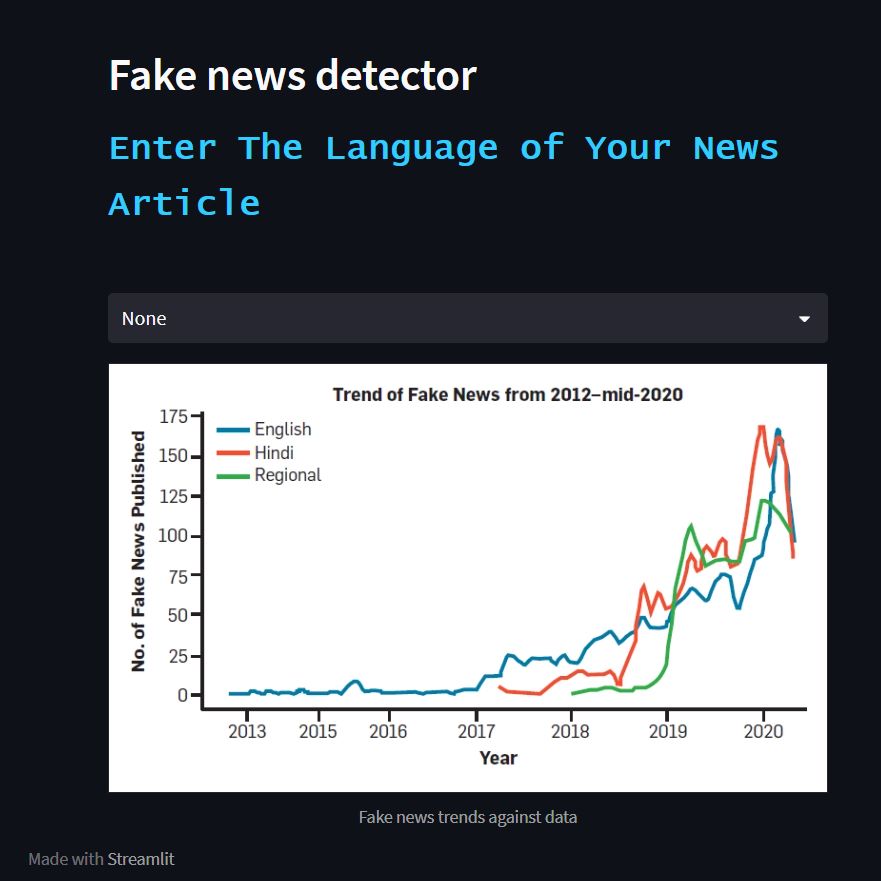 Fake news detector
Enter The Language of Your News
Article
None
Trend of Fake News from 2012–mid-2020
No. of Fake News Published
175
150
125
100
75
50
25
0
English
Hindi
Regional
2013 2015 2016 2017 2018 2019 2020
Year
Fake news trends against data
Made with Streamlit